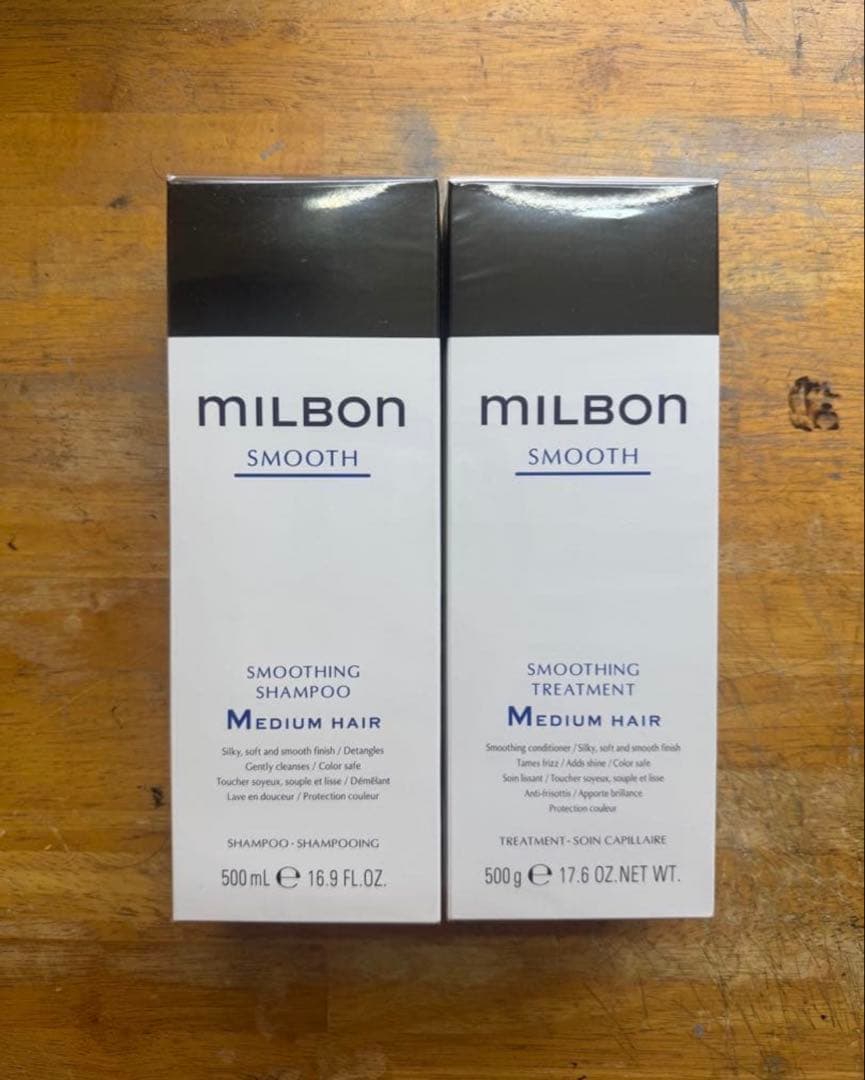 MILBON
SMOOTH
SMOOTHING
SHAMPOO
MEDIUM HAIR
Silky, soft and smooth finish / Detangles
Gently cleanses / Color safe
Toucher soyeux, souple et lisse / Démêlant
Lave en douceur / Protection couleur
SHAMPOO · SHAMPOOING
500 mL ℮ 16.9 FL.OZ.
MILBON
SMOOTH
SMOOTHING
TREATMENT
MEDIUM HAIR
Smoothing conditioner / Silky, soft and smooth finish
Tames frizz / Adds shine / Color safe
Soin lissant / Toucher soyeux, souple et lisse
Anti-frisottis / Apporte brillance
Protection couleur
TREATMENT · SOIN CAPILLAIRE
500 g ℮ 17.6 OZ.NET WT.